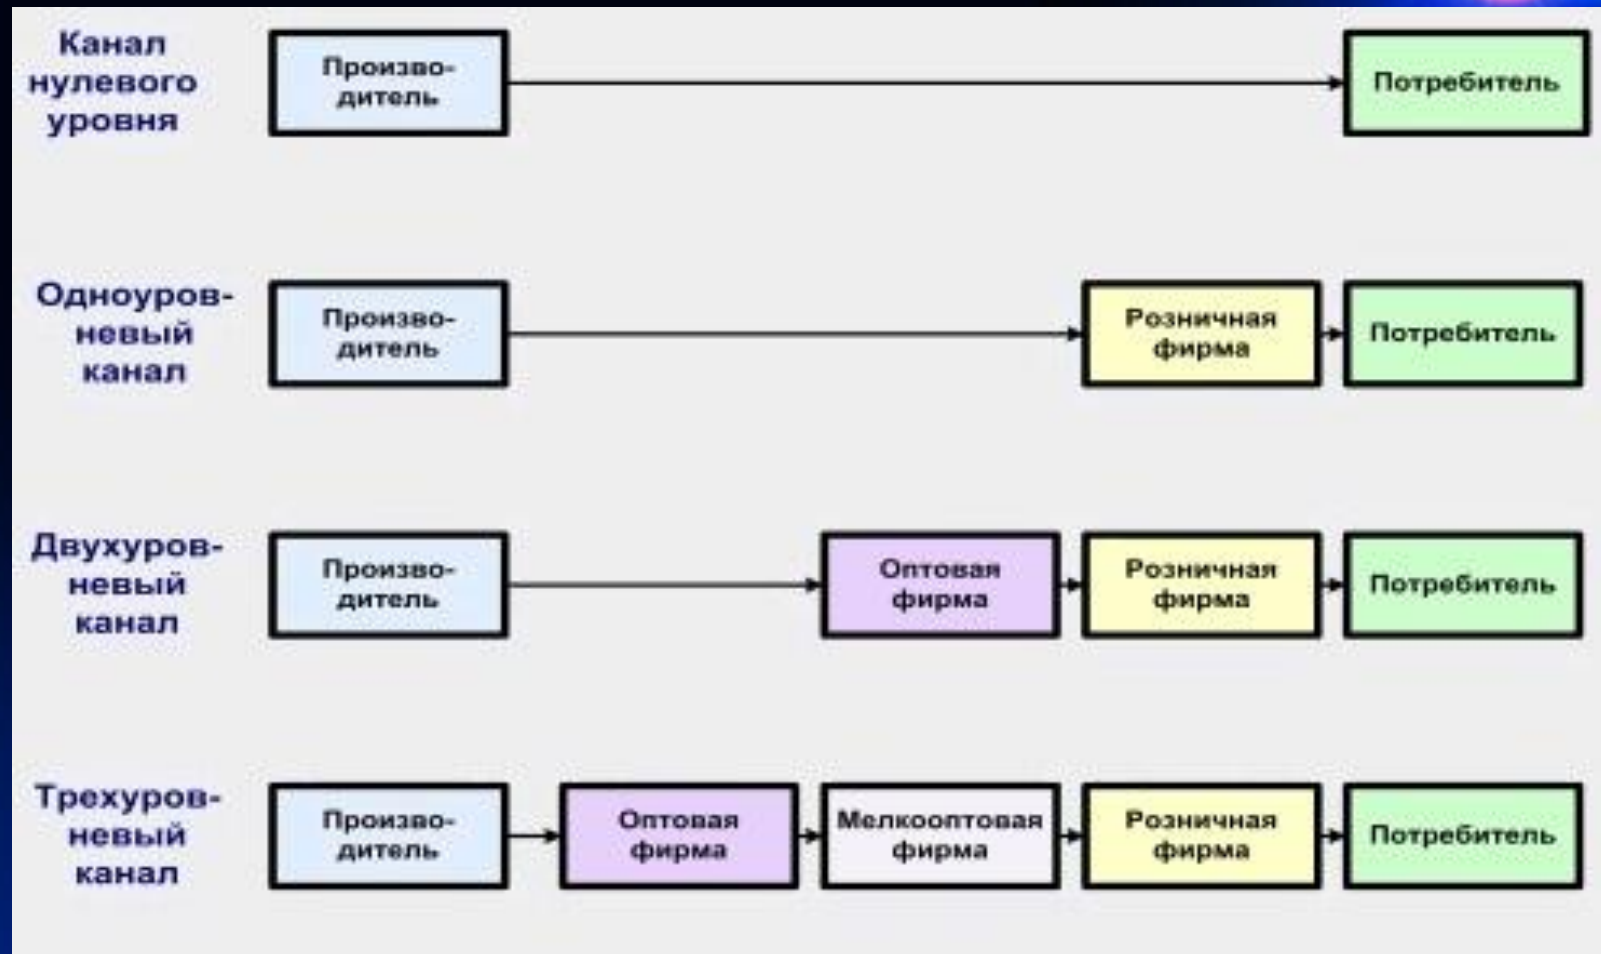 Канал
нулевого
уровня
Произво-
дитель
Потребитель
Одноуров-
невый
канал
Произво-
дитель
Розничная
фирма
Потребитель
Двухуров-
невый
канал
Произво-
дитель
Оптовая
фирма
Розничная
фирма
Потребитель
Трехуров-
невый
канал
Произво-
дитель
Оптовая
фирма
Мелкооптовая
фирма
Розничная
фирма
Потребитель